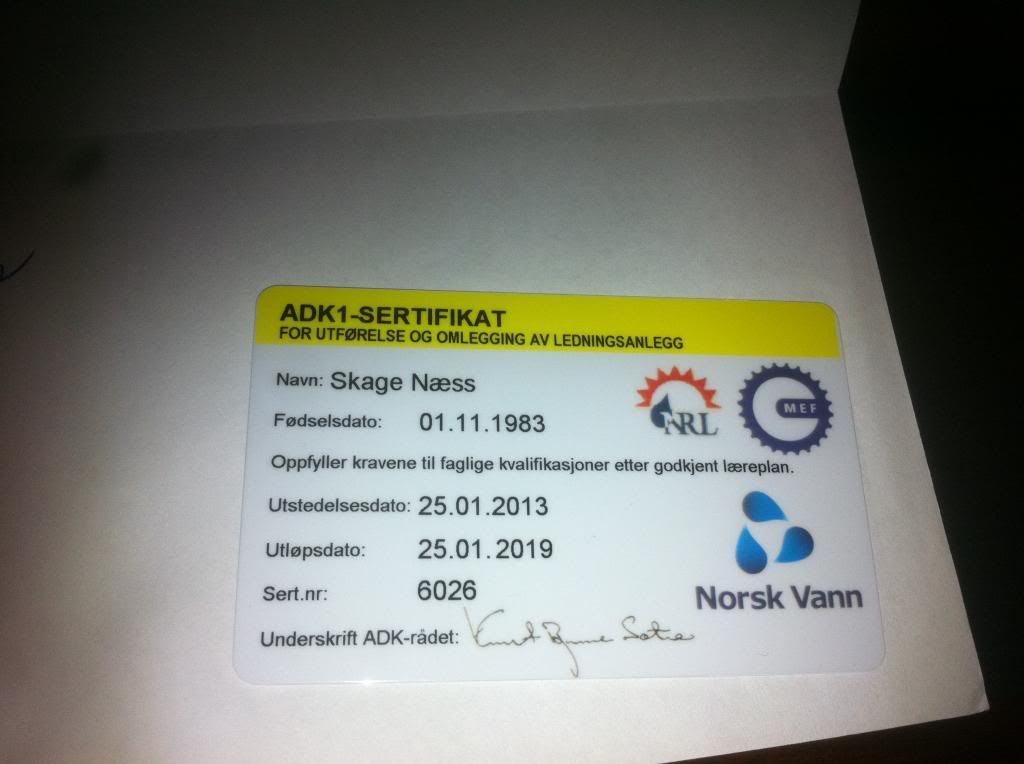 ADK1-SERTIFIKAT
FOR UTFØRELSE OG OMLEGGING AV LEDNINGSANLEGG
Navn: Skage Næss
Fødselsdato: 01.11.1983
ARL
MEF
Oppfyller kravene til faglige kvalifikasjoner etter godkjent læreplan.
Utstedelsesdato: 25.01.2013
Utløpsdato: 25.01.2019
Sert.nr: 6026
Norsk Vann
Underskrift ADK-rådet: